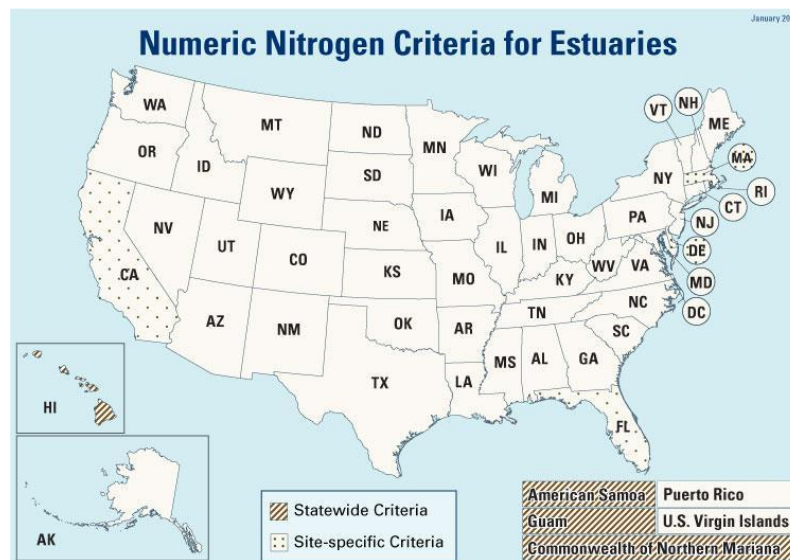 January 20
Numeric Nitrogen Criteria for Estuaries
WA
MT
ND
MN
VT
NH
ME
OR
ID
SD
WI
MA
NY
WY
MI
RI
IA
CT
NE
PA
NV
NJ
UT
IL
IN
OH
DE
CO
CA
KS
MO
WV
VA
KY
MD
NC
DC
TN
AZ
NM
OK
AR
SC
MS
AL
GA
TX
LA
HI
FL
AK
Statewide Criteria
Site-specific Criteria
American Samoa
Puerto Rico
Guam
U.S. Virgin Islands
Commonwealth of Northern Mariana